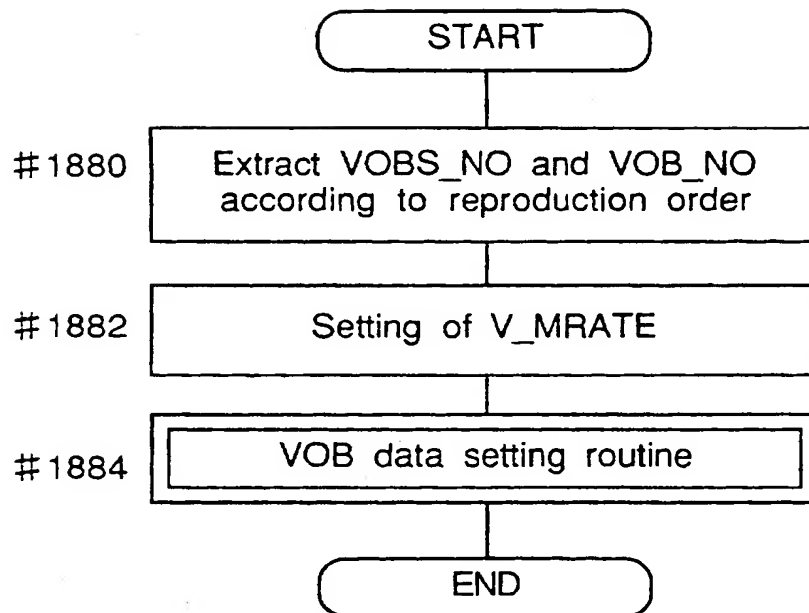 START
#1880
Extract VOBS_NO and VOB_NO
according to reproduction order
#1882
Setting of V_MRATE
#1884
VOB data setting routine
END